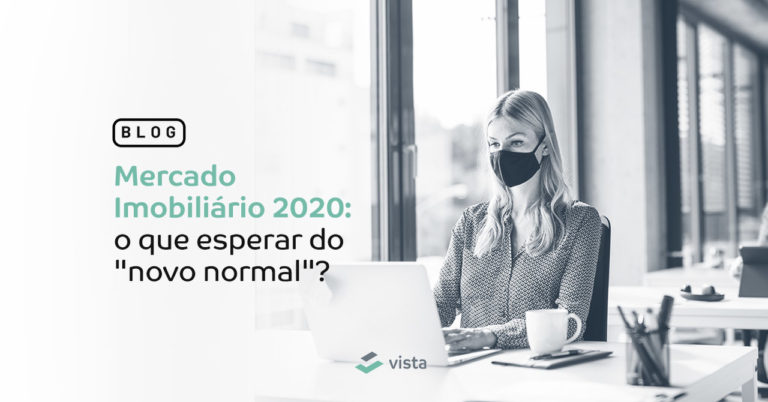 BLOG
Mercado
Imobiliário 2020:
o que esperar do
"novo normal"?
vista